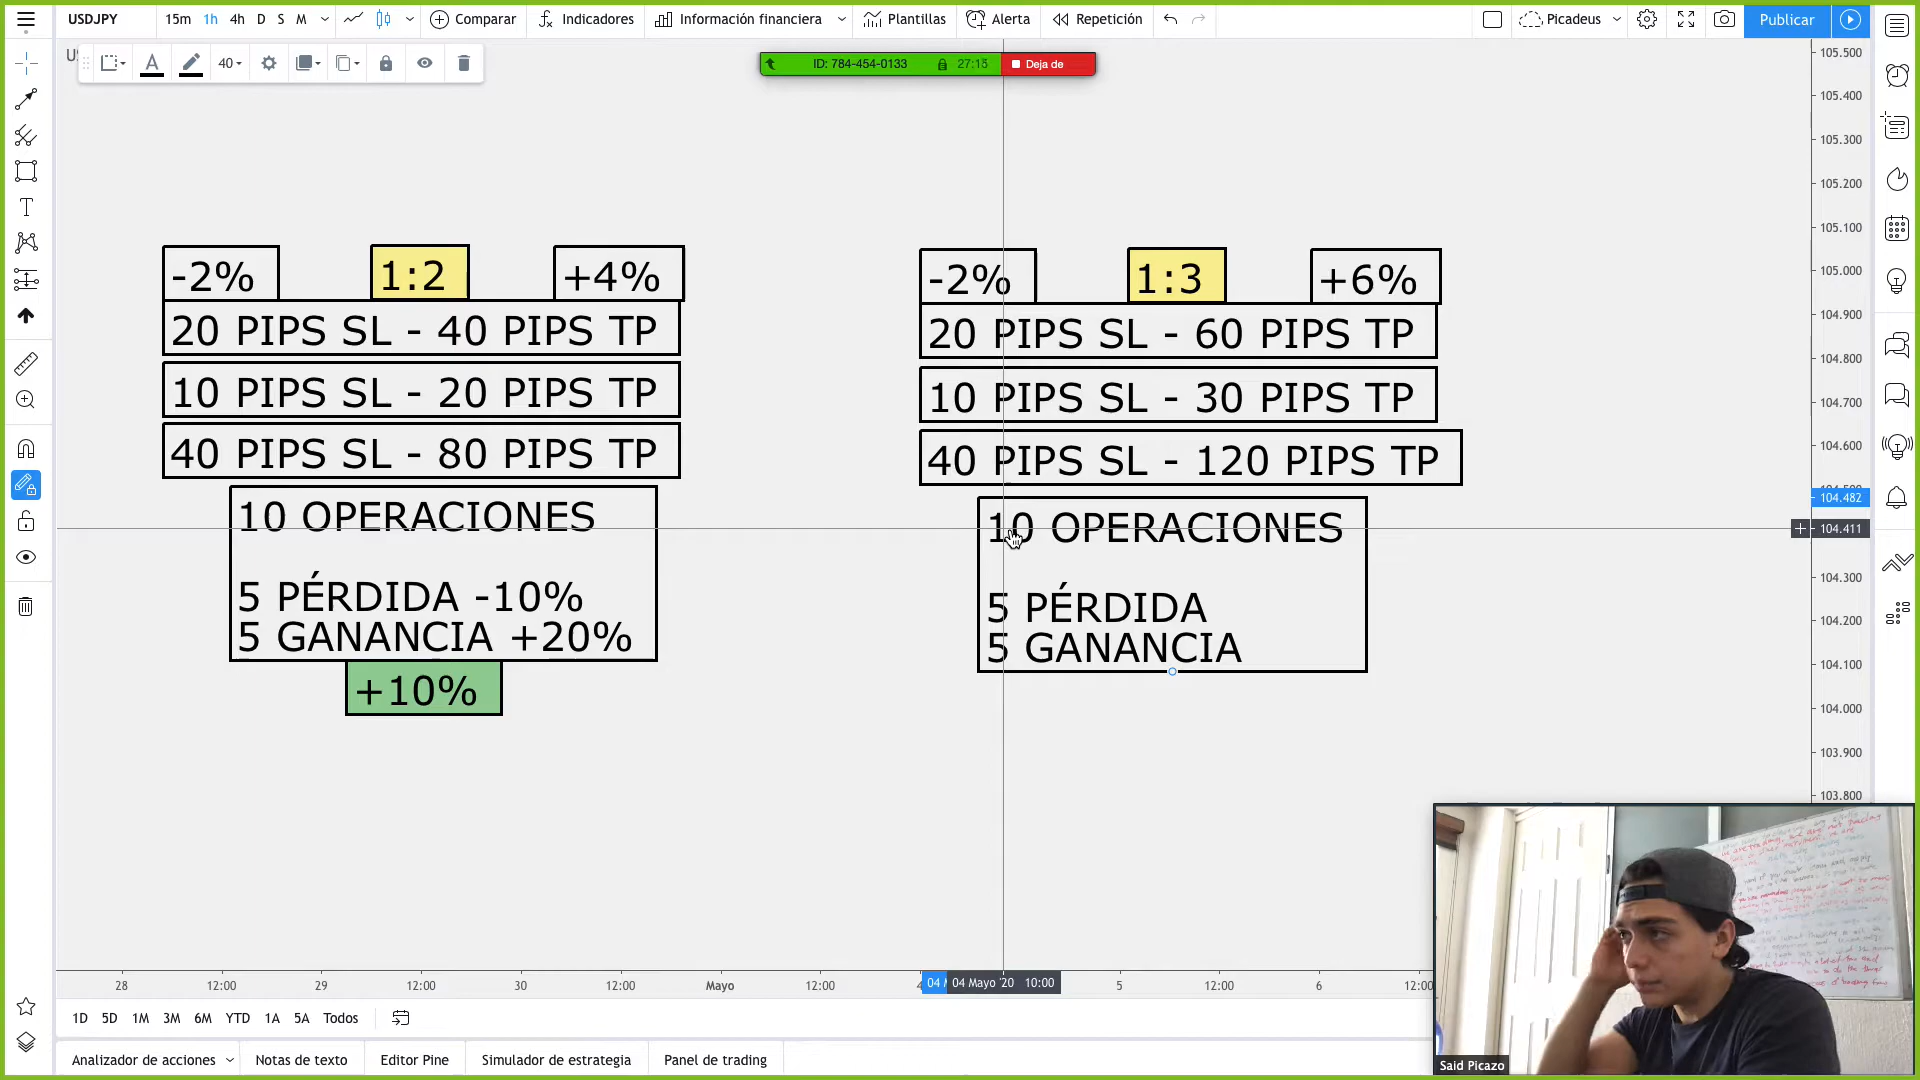 USDJPY 15m 1h 4h D S M Comparar Indicadores Información financiera Plantillas Alerta Repetición Picadeus Publicar
40
ID: 784-454-0133 27:15 Deja de
-2% 1:2 +4%
20 PIPS SL - 40 PIPS TP
10 PIPS SL - 20 PIPS TP
40 PIPS SL - 80 PIPS TP
10 OPERACIONES
5 PÉRDIDA -10%
5 GANANCIA +20%
+10%
-2% 1:3 +6%
20 PIPS SL - 60 PIPS TP
10 PIPS SL - 30 PIPS TP
40 PIPS SL - 120 PIPS TP
10 OPERACIONES
5 PÉRDIDA
5 GANANCIA
105.500
105.400
105.300
105.200
105.100
105.000
104.900
104.800
104.700
104.600
104.482
104.411
104.300
104.200
104.100
104.000
103.900
103.800
28 12:00 29 12:00 30 12:00 Mayo 12:00 04 Mayo '20 10:00 5 12:00 6 12:00
1D 5D 1M 3M 6M YTD 1A 5A Todos
Analizador de acciones Notas de texto Editor Pine Simulador de estrategia Panel de trading
Said Picazo